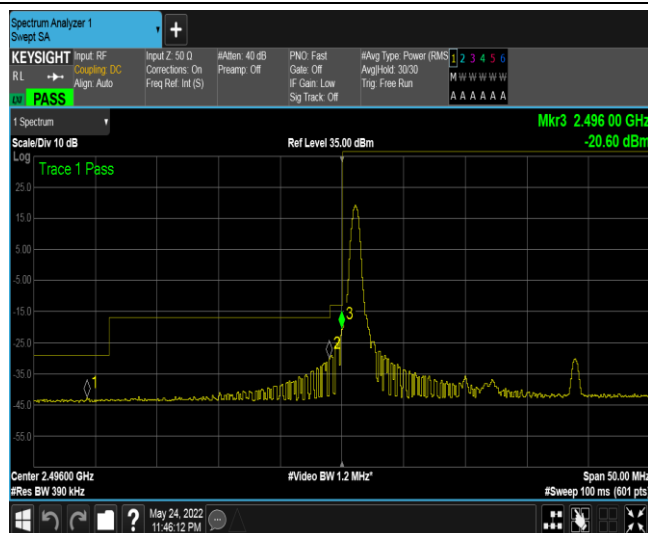 Spectrum Analyzer 1
Swept SA
KEYSIGHT Input: RF Input Z: 50 Ω #Atten: 40 dB PNO: Fast #Avg Type: Power (RMS 1 2 3 4 5 6
RL Coupling: DC Corrections: On Preamp: Off Gate: Off Avg|Hold: 30/30 M W W W W W
Align: Auto Freq Ref: Int (S) IF Gain: Low Trig: Free Run
Sig Track: Off A A A A A A
LXI PASS
1 Spectrum Mkr3 2.496 00 GHz
Scale/Div 10 dB Ref Level 35.00 dBm -20.60 dBm
Log
Trace 1 Pass
25.0
15.0
5.00
-5.00
-15.0
3
2
-25.0
-35.0
1
-45.0
-55.0
Center 2.49600 GHz #Video BW 1.2 MHz* Span 50.00 MHz
#Res BW 390 kHz #Sweep 100 ms (601 pts)
? May 24, 2022
11:46:12 PM